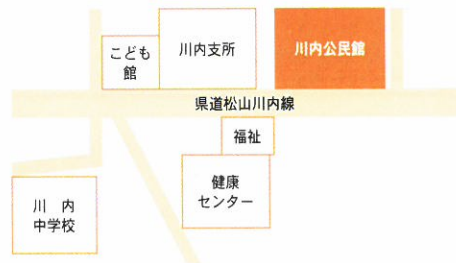 こども
館
川内支所
川内公民館
県道松山川内線
福祉
健康
センター
川　内
中学校